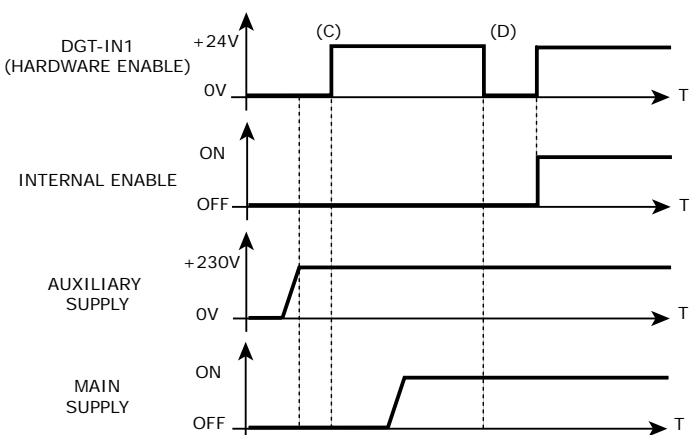 (C)
(D)
DGT-IN1
(HARDWARE ENABLE)
+24V
0V
T
INTERNAL ENABLE
ON
OFF
T
AUXILIARY
SUPPLY
+230V
0V
T
MAIN
SUPPLY
ON
OFF
T